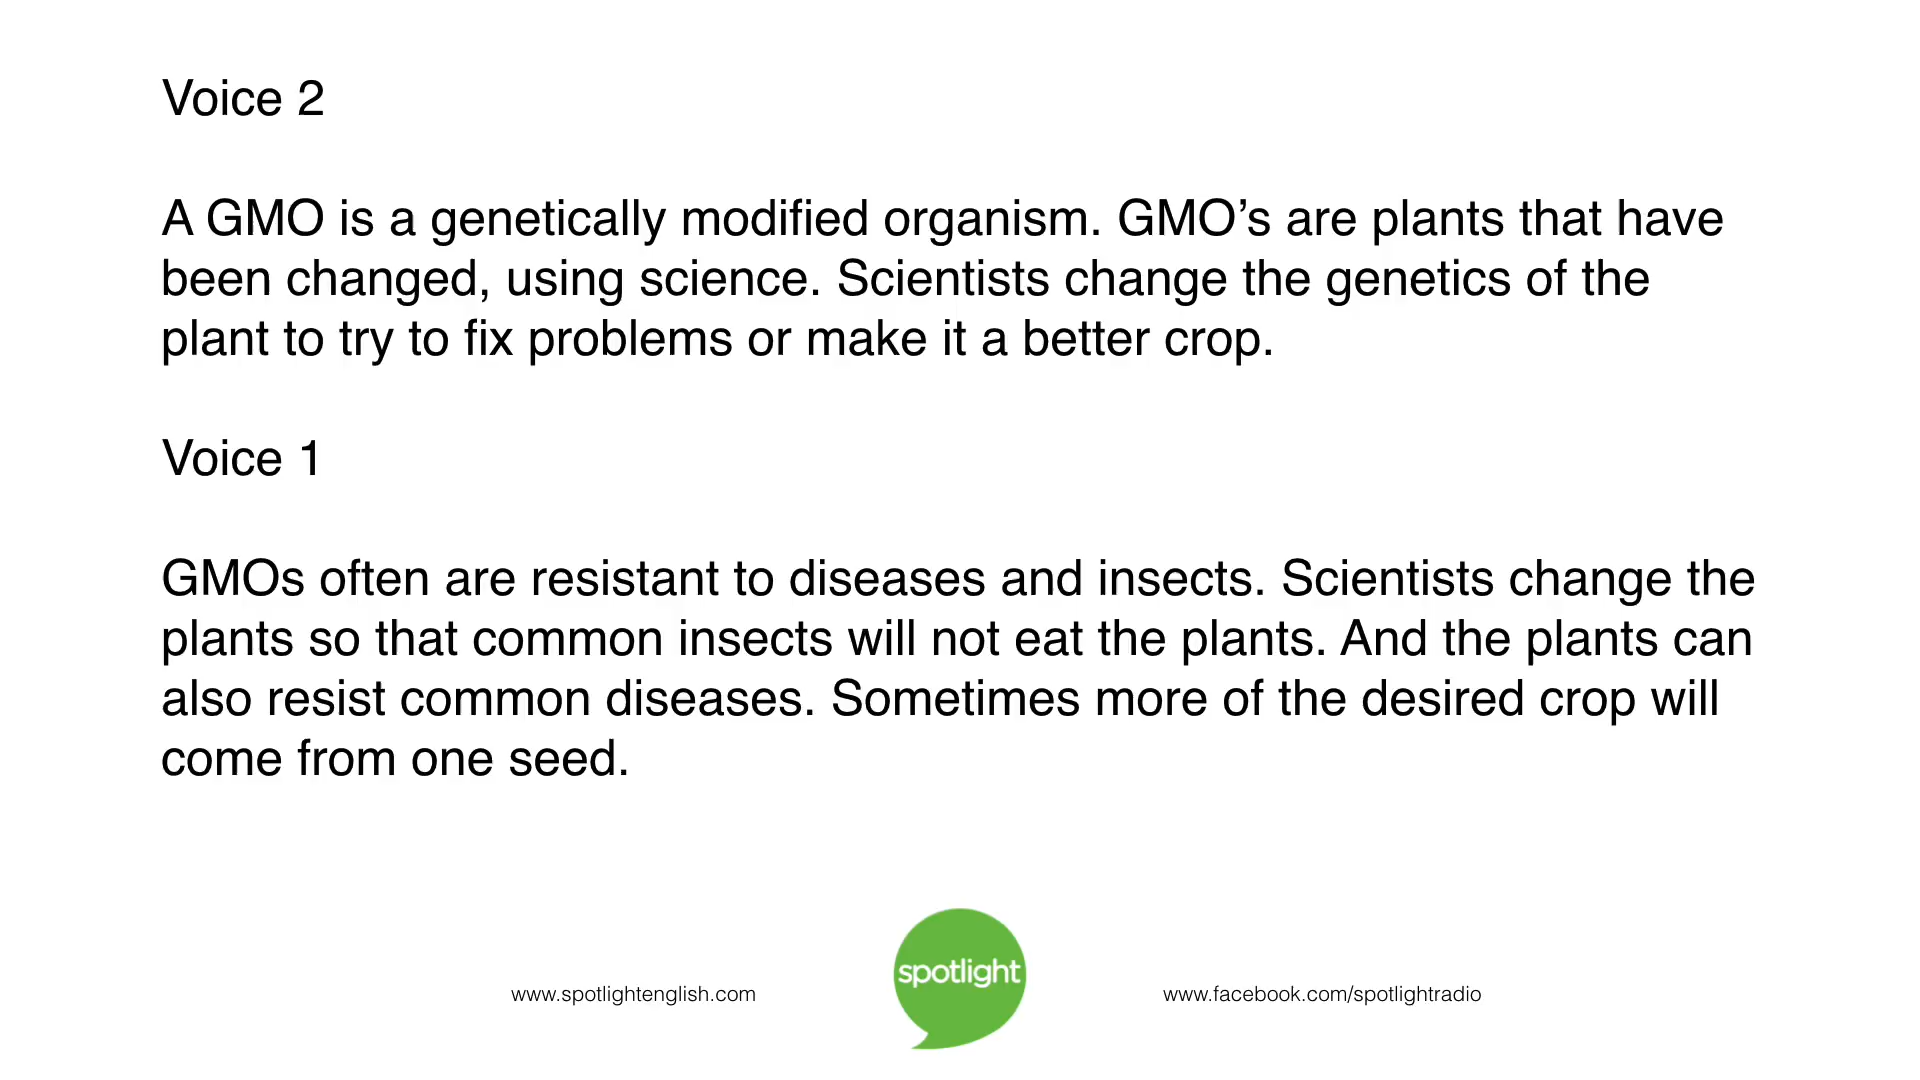 Voice 2
A GMO is a genetically modified organism. GMO’s are plants that have
been changed, using science. Scientists change the genetics of the
plant to try to fix problems or make it a better crop.
Voice 1
GMOs often are resistant to diseases and insects. Scientists change the
plants so that common insects will not eat the plants. And the plants can
also resist common diseases. Sometimes more of the desired crop will
come from one seed.
spotlight
www.spotlightenglish.com
www.facebook.com/spotlightradio